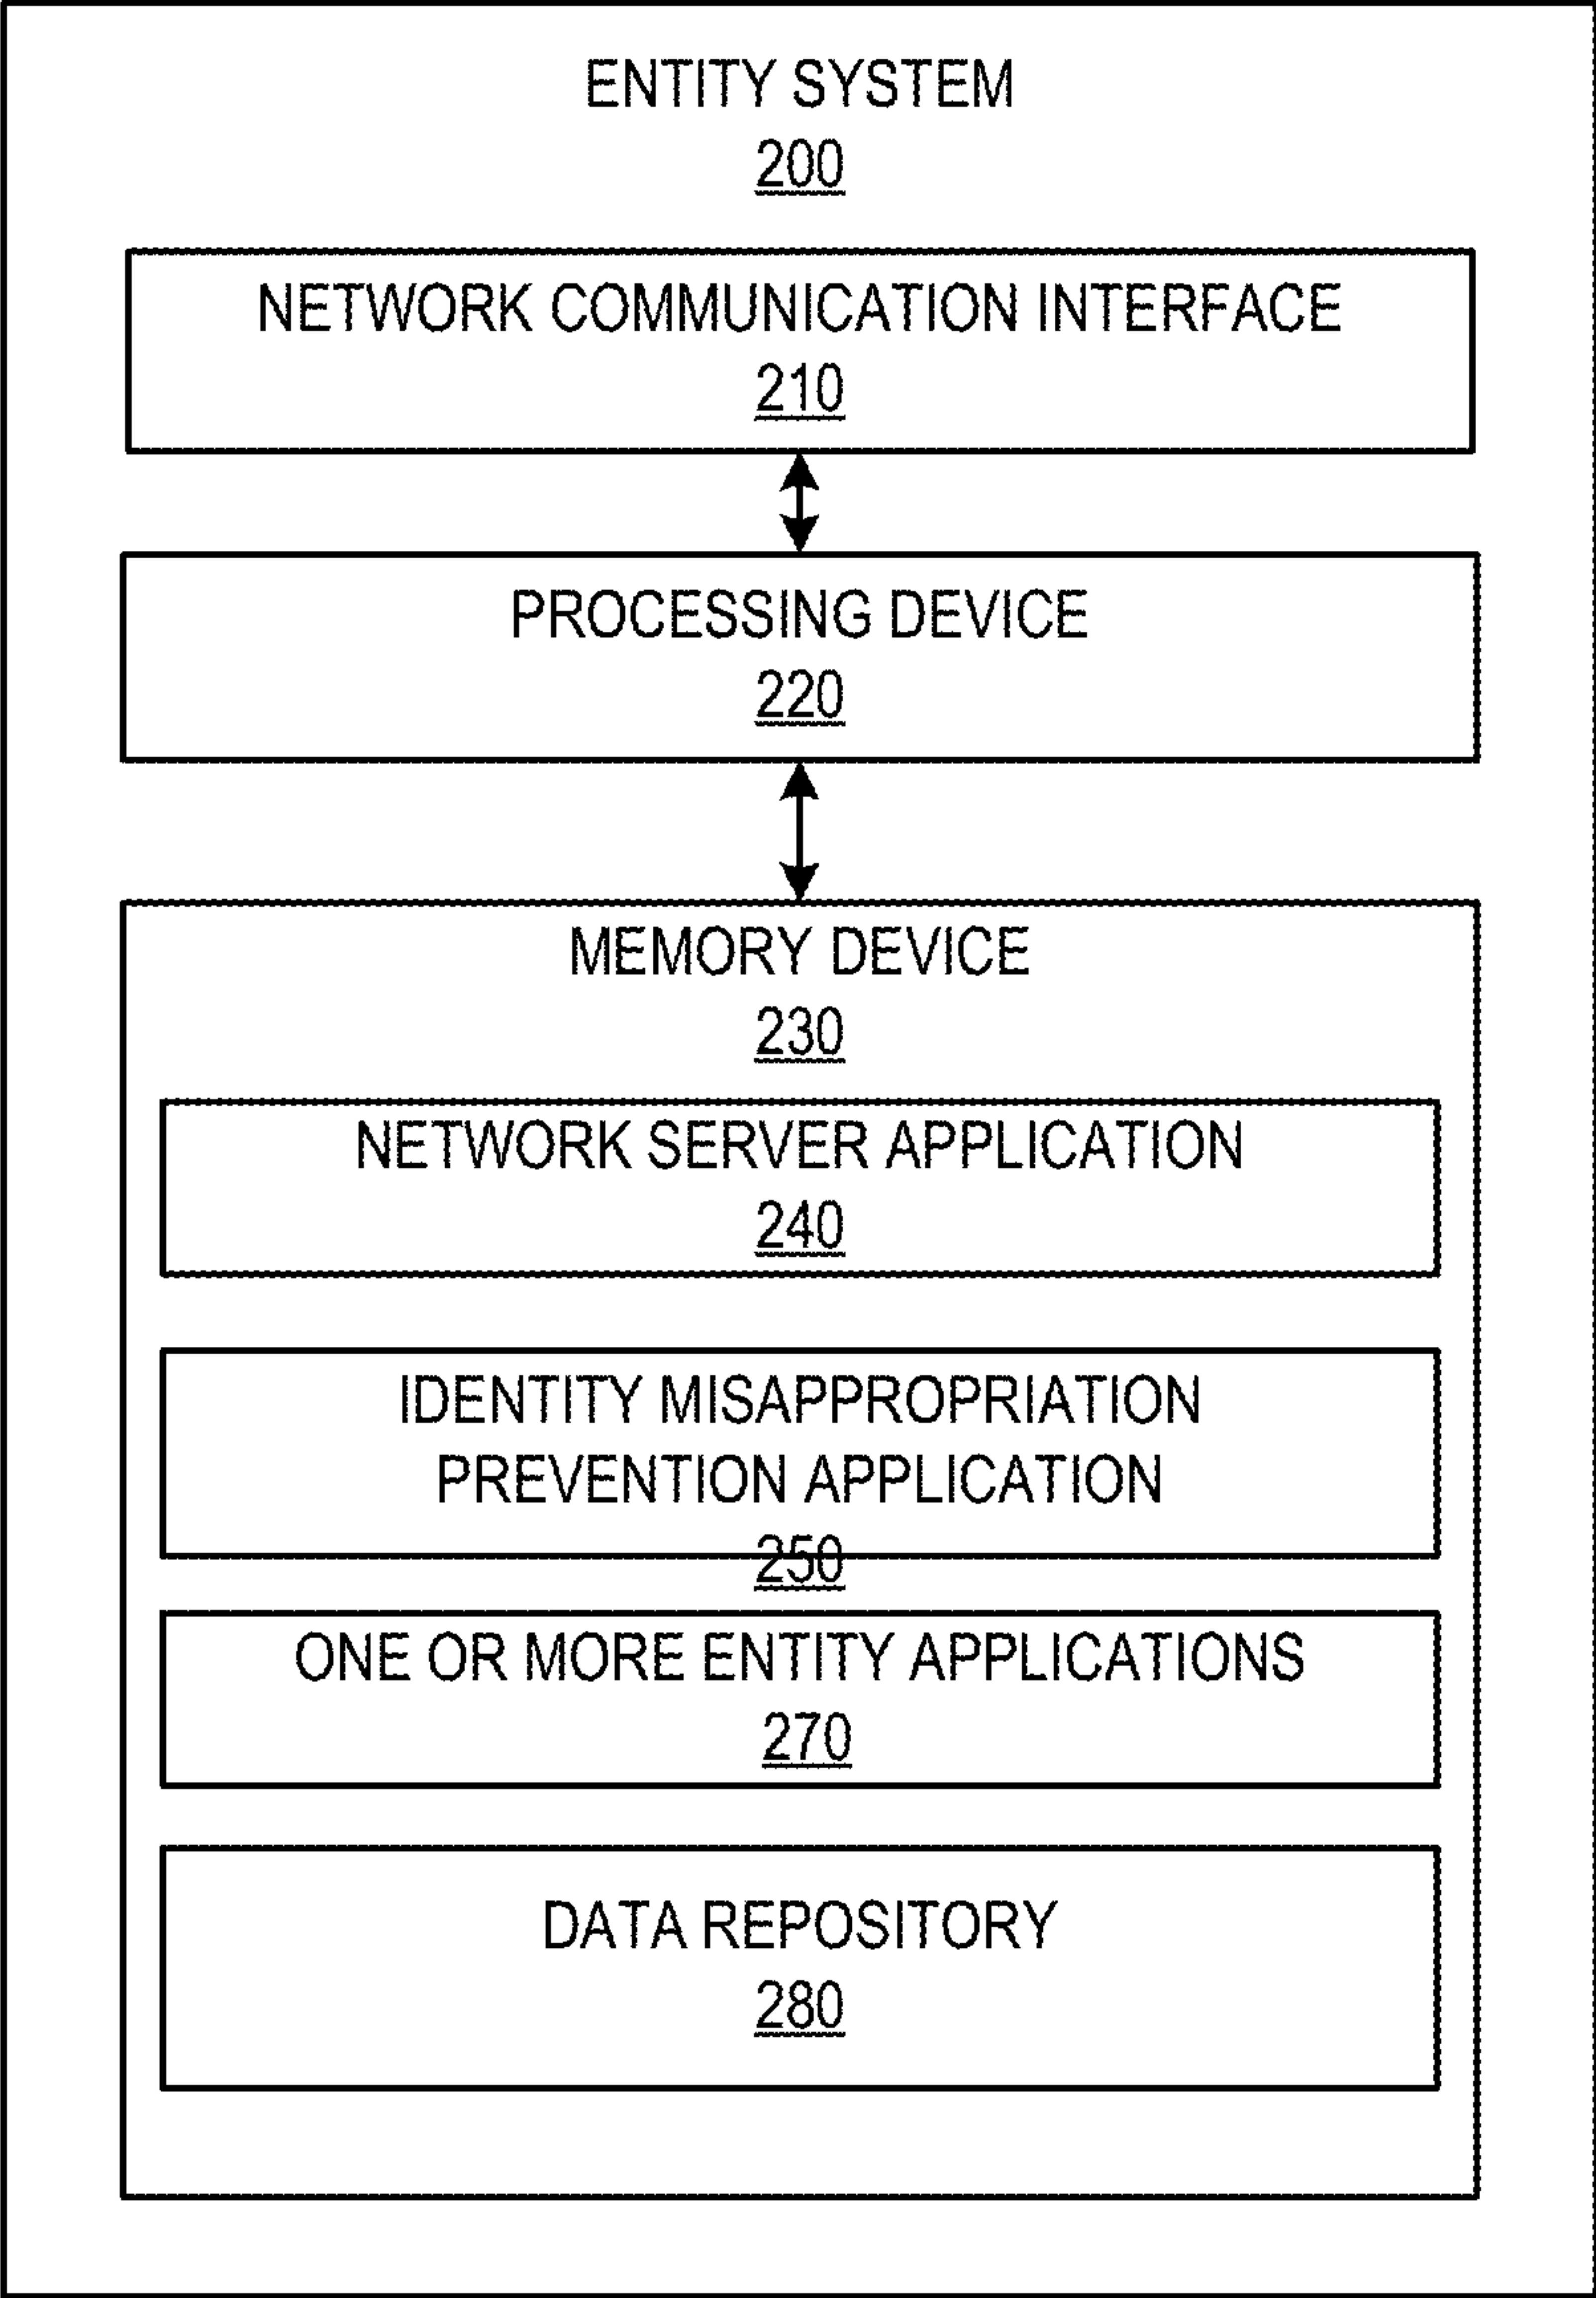 ENTITY SYSTEM
200
NETWORK COMMUNICATION INTERFACE
210
PROCESSING DEVICE
220
MEMORY DEVICE
230
NETWORK SERVER APPLICATION
240
IDENTITY MISAPPROPRIATION
PREVENTION APPLICATION
250
ONE OR MORE ENTITY APPLICATIONS
270
DATA REPOSITORY
280